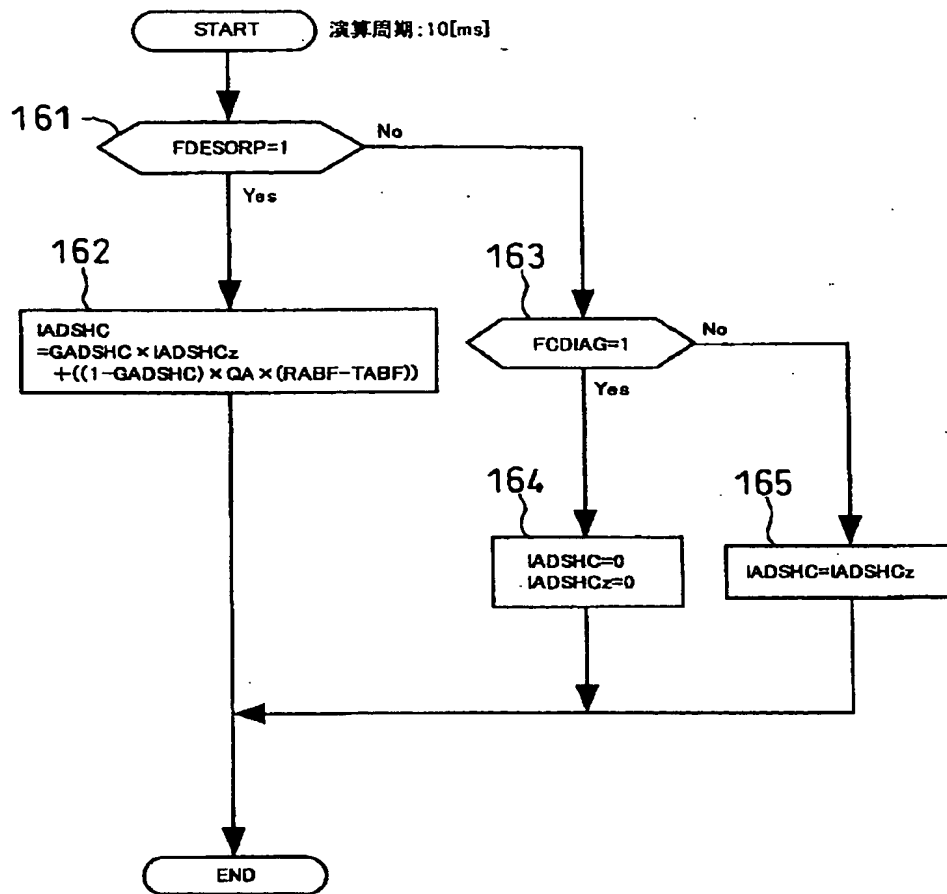 START 演算周期:10[ms]
161
FDESORP=1
No
Yes
162
IADSHC
=GADSHC×IADSHCz
+((1-GADSHC)×QA×(RABF-TABF))
163
FCDIAG=1
No
Yes
164
IADSHC=0
IADSHCz=0
165
IADSHC=IADSHCz
END